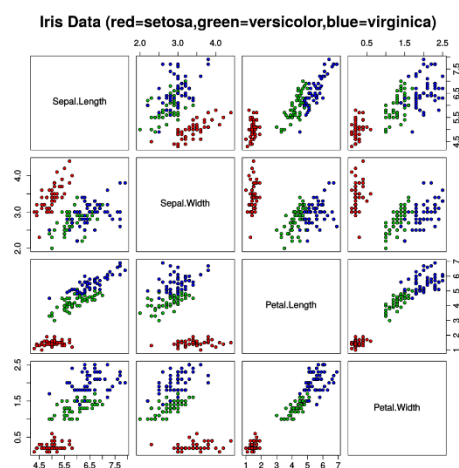 Iris Data (red=setosa,green=versicolor,blue=virginica)
2.0 3.0 4.0
0.5 1.5 2.5
Sepal.Length
4.5 5.5 6.5 7.5
2.0 3.0 4.0
Sepal.Width
Petal.Length
1 2 3 4 5 6 7
0.5 1.5 2.5
Petal.Width
4.5 5.5 6.5 7.5
1 2 3 4 5 6 7